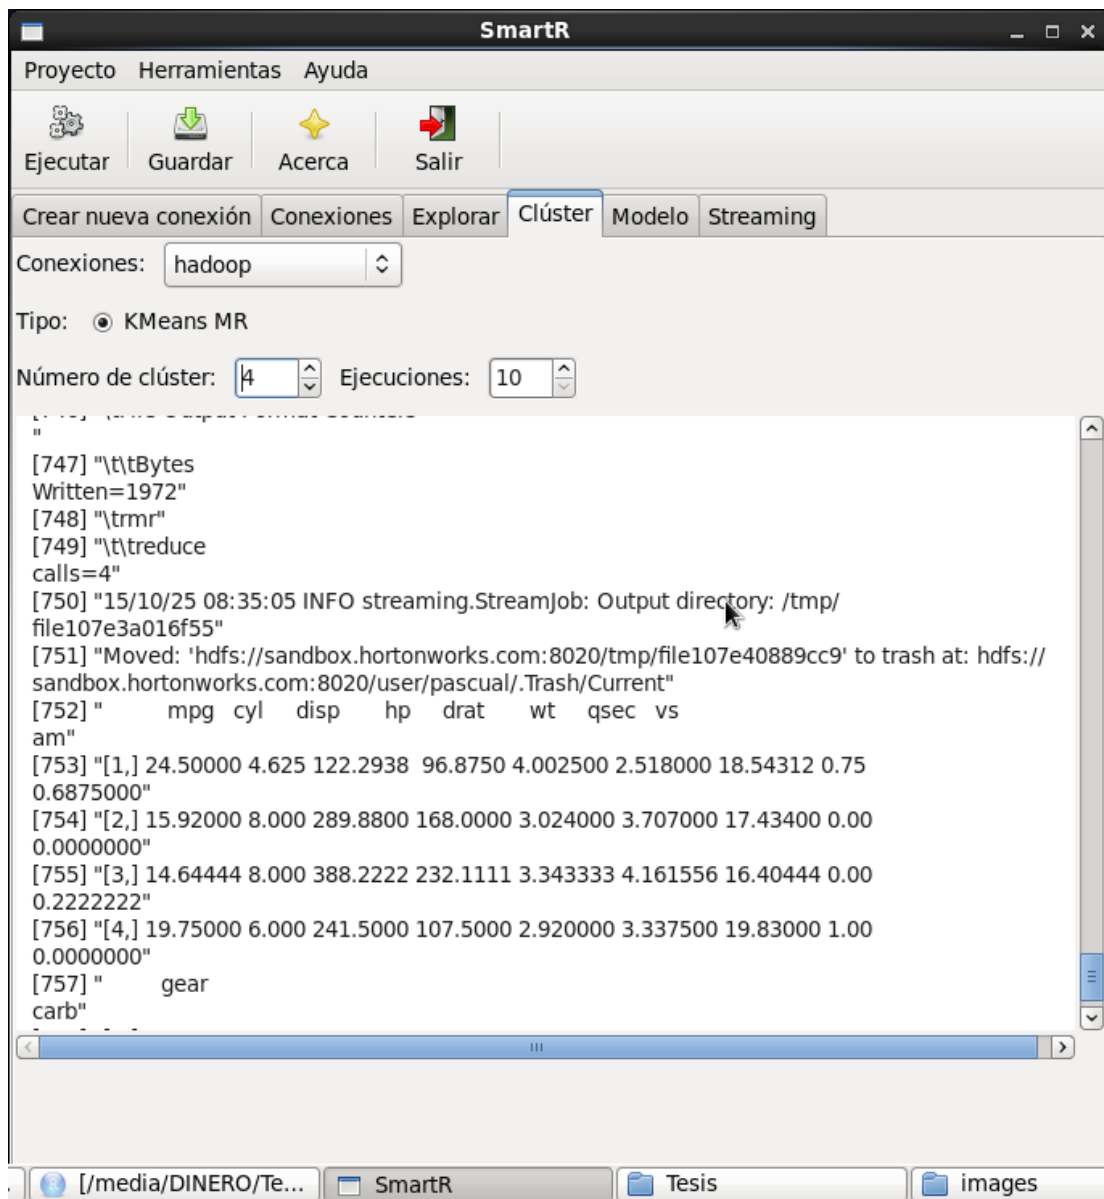 SmartR
Proyecto Herramientas Ayuda
Ejecutar Guardar Acerca Salir
Crear nueva conexión Conexiones Explorar Clúster Modelo Streaming
Conexiones: hadoop
Tipo: KMeans MR
Número de clúster: 4 Ejecuciones: 10
"
[747] "\t\tBytes
Written=1972"
[748] "\trmr"
[749] "\t\treduce
calls=4"
[750] "15/10/25 08:35:05 INFO streaming.StreamJob: Output directory: /tmp/
file107e3a016f55"
[751] "Moved: 'hdfs://sandbox.hortonworks.com:8020/tmp/file107e40889cc9' to trash at: hdfs://
sandbox.hortonworks.com:8020/user/pascual/.Trash/Current"
[752] " mpg cyl disp hp drat wt qsec vs
am"
[753] "[1,] 24.50000 4.625 122.2938 96.8750 4.002500 2.518000 18.54312 0.75
0.6875000"
[754] "[2,] 15.92000 8.000 289.8800 168.0000 3.024000 3.707000 17.43400 0.00
0.0000000"
[755] "[3,] 14.64444 8.000 388.2222 232.1111 3.343333 4.161556 16.40444 0.00
0.2222222"
[756] "[4,] 19.75000 6.000 241.5000 107.5000 2.920000 3.337500 19.83000 1.00
0.0000000"
[757] " gear
carb"
[/media/DINERO/Te... SmartR Tesis images